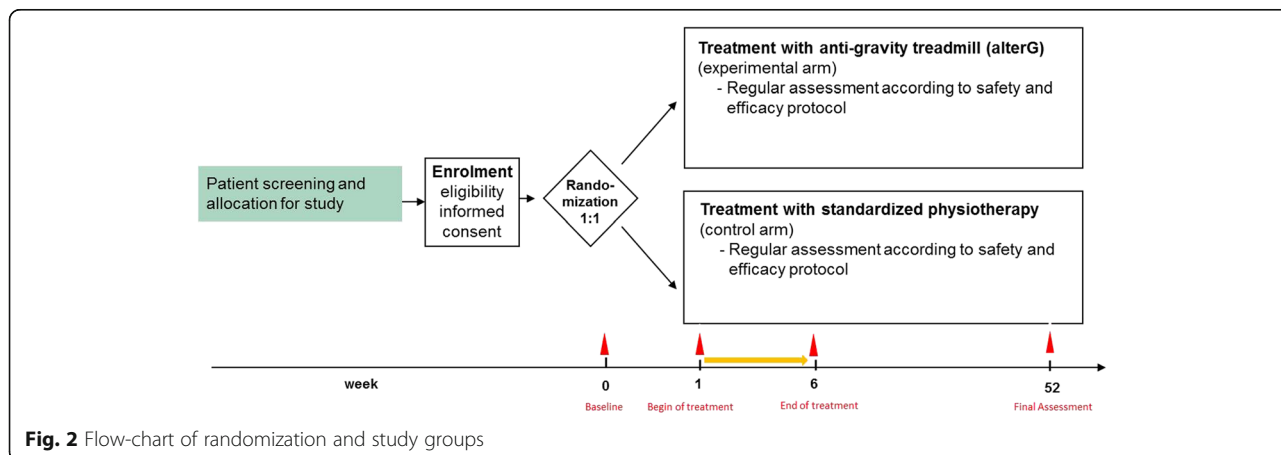 Patient screening and
allocation for study
Enrolment
eligibility
informed
consent
Rando-
mization
1:1
Treatment with anti-gravity treadmill (alterG)
(experimental arm)
- Regular assessment according to safety and
efficacy protocol
Treatment with standardized physiotherapy
(control arm)
- Regular assessment according to safety and
efficacy protocol
week
0
1
6
52
Baseline
Begin of treatment
End of treatment
Final Assessment
Fig. 2 Flow-chart of randomization and study groups